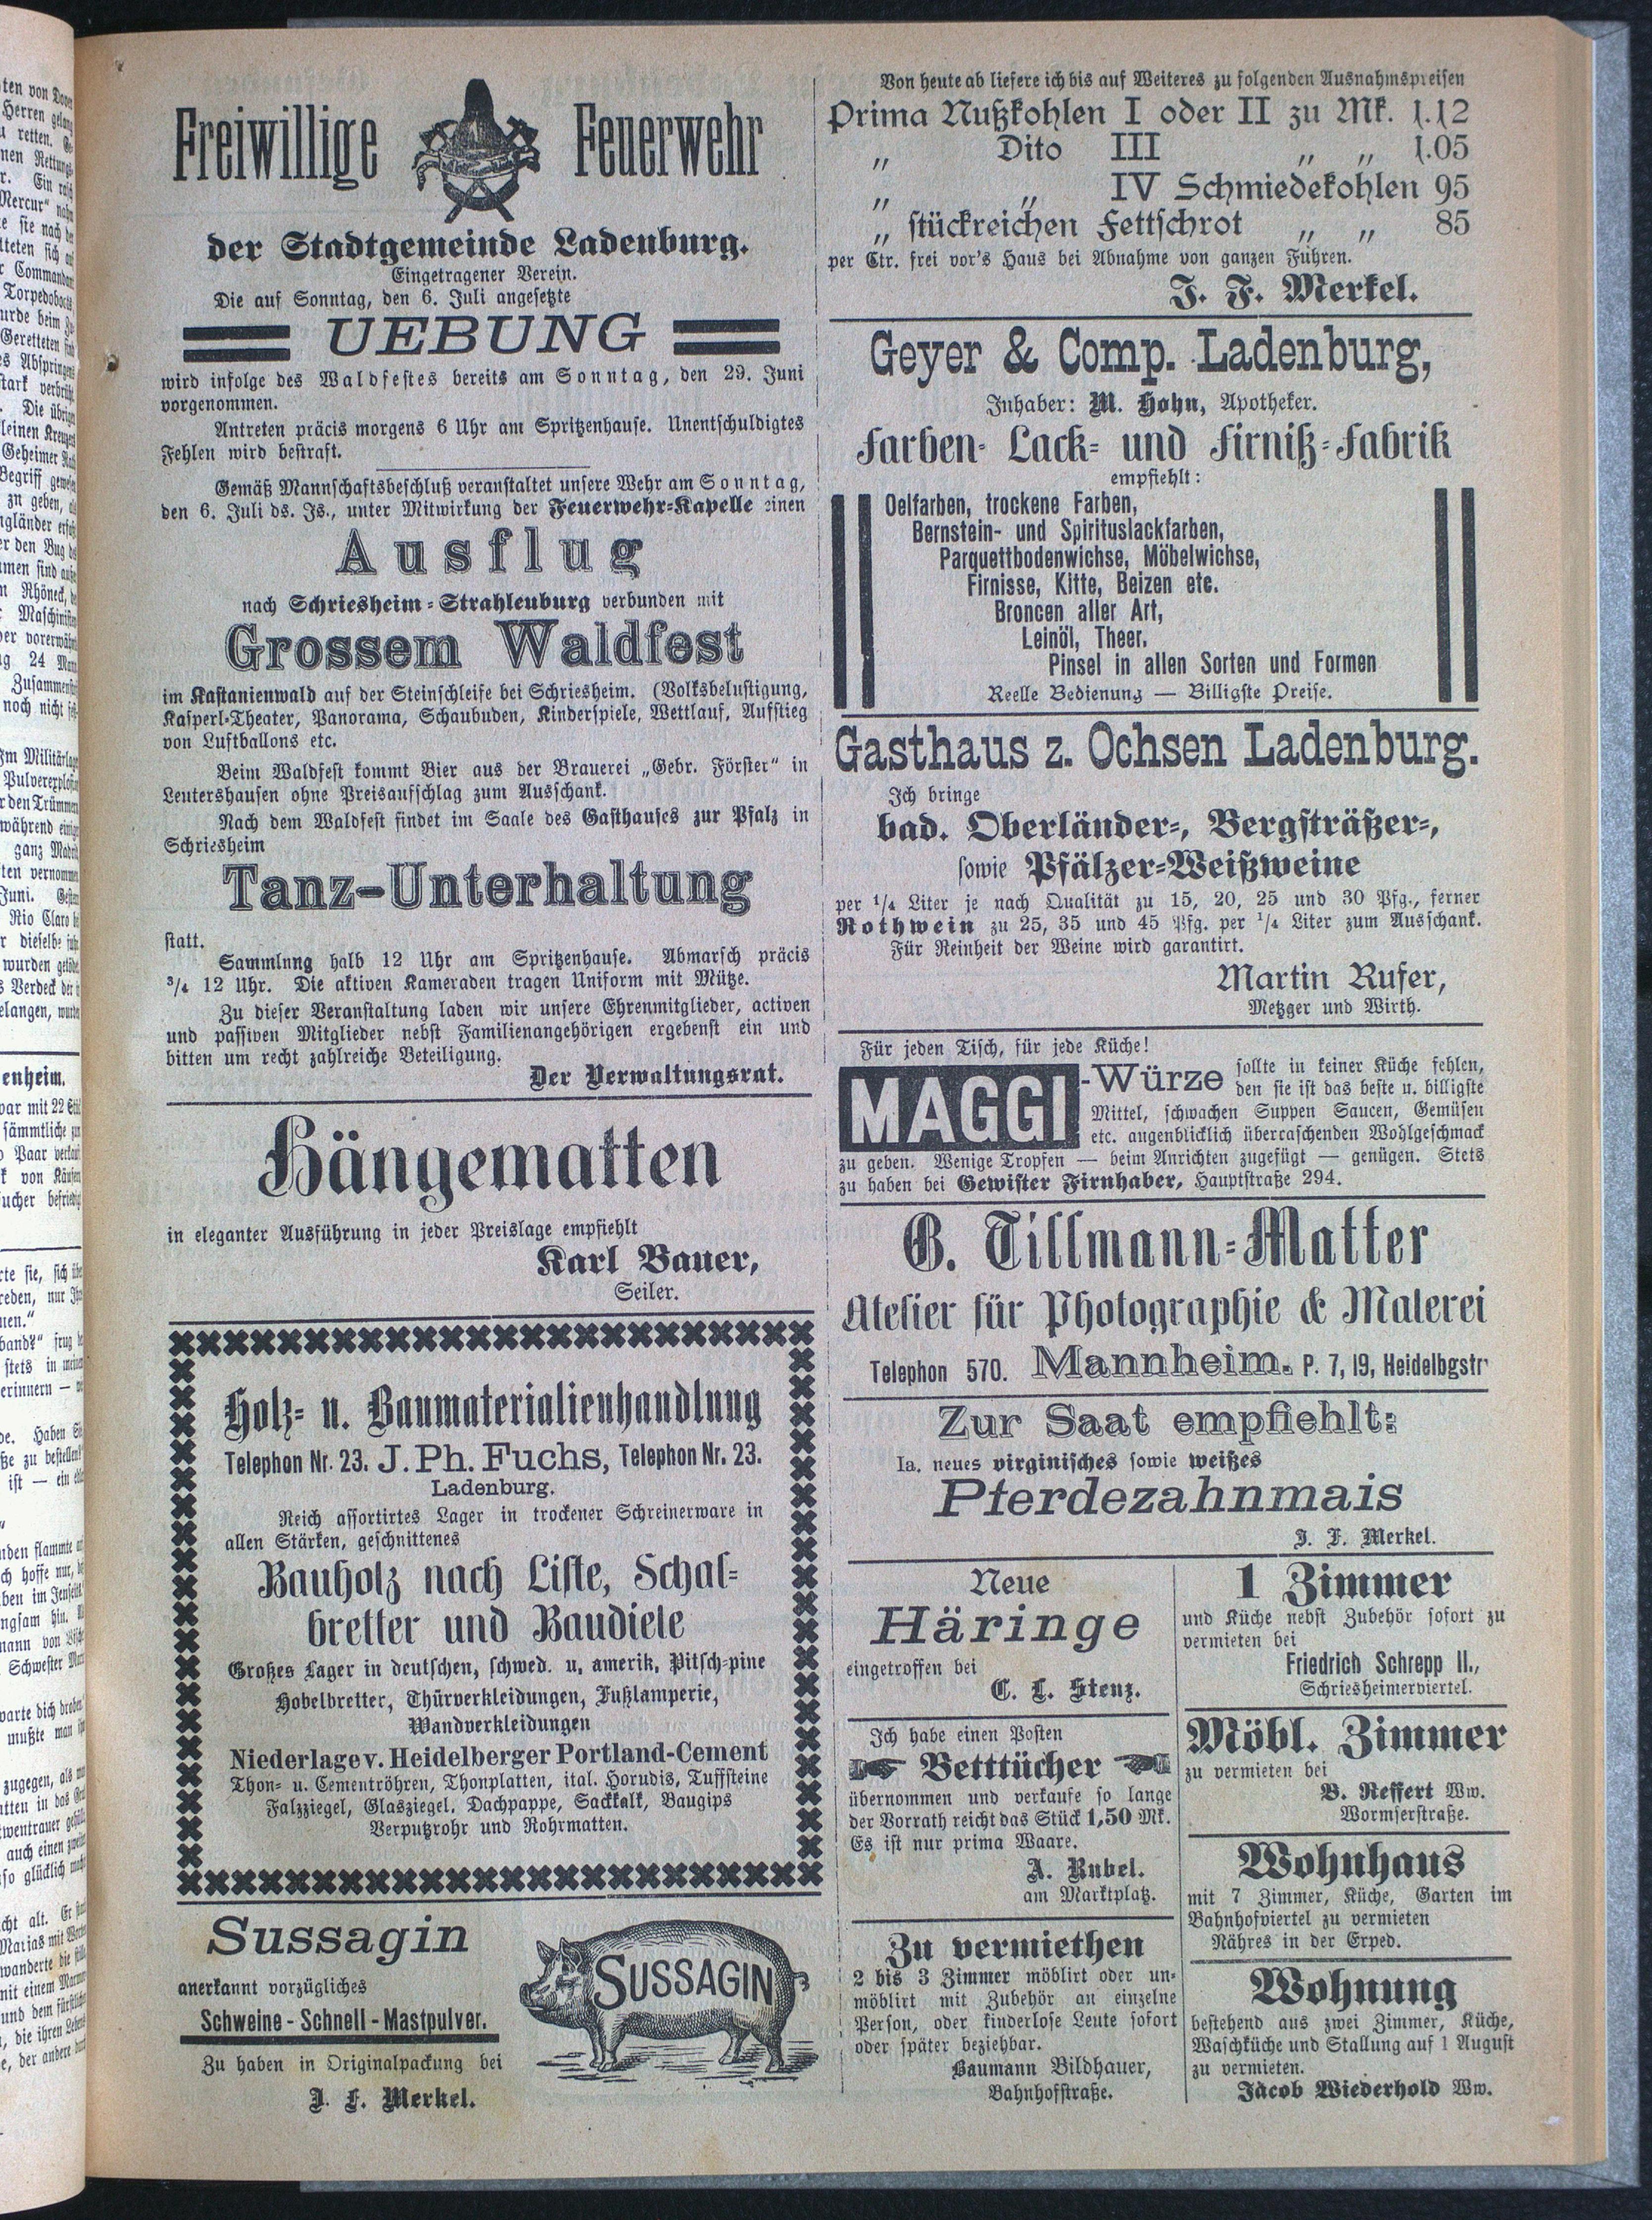 Freiwillige Feuerwehr
der Stadtgemeinde Ladenburg.
Eingetragener Verein.
Die auf Sonntag, den 6. Juli angesetzte
UEBUNG
wird infolge des Waldfestes bereits am Sonntag, den 29. Juni
vorgenommen.
Antreten präcis morgens 6 Uhr am Spritzenhause. Unentschuldigtes
Fehlen wird bestraft.
Gemäß Mannschaftsbeschluß veranstaltet unsere Wehr am Sonntag,
den 6. Juli ds. Js., unter Mitwirkung der Feuerwehr-Kapelle einen
Ausflug
nach Schriesheim-Strahlenburg verbunden mit
Grossem Waldfest
im Kastanienwald auf der Steinschleife bei Schriesheim. (Volksbelustigung,
Kasperl-Theater, Panorama, Schaubuden, Kinderspiele, Wettlauf, Aufstieg
von Luftballons etc.
Beim Waldfest kommt Bier aus der Brauerei „Gebr. Förster“ in
Leutershausen ohne Preisaufschlag zum Ausschank.
Nach dem Waldfest findet im Saale des Gasthauses zur Pfalz in
Schriesheim
Tanz-Unterhaltung
statt.
Sammlnng halb 12 Uhr am Spritzenhause. Abmarsch präcis
3/4 12 Uhr. Die aktiven Kameraden tragen Uniform mit Mütze.
Zu dieser Veranstaltung laden wir unsere Ehrenmitglieder, activen
und passiven Mitglieder nebst Familienangehörigen ergebenst ein und
bitten um recht zahlreiche Beteiligung.
Der Verwaltungsrat.
Hängematten
in eleganter Ausführung in jeder Preislage empfiehlt
Karl Bauer,
Seiler.
Holz- u. Baumaterialienhandlung
Telephon Nr. 23. J. Ph. Fuchs, Telephon Nr. 23.
Ladenburg.
Reich assortirtes Lager in trockener Schreinerware in
allen Stärken, geschnittenes
Bauholz nach Liste, Schal-
bretter und Baudiele
Großes Lager in deutschen, schwed. u. amerik. Pitsch-pine
Hobelbretter, Thürverkleidungen, Fußlamperie,
Wandverkleidungen
Niederlage v. Heidelberger Portland-Cement
Thon- u. Cementröhren, Thonplatten, ital. Horudis, Tuffsteine
Falzziegel, Glasziegel, Dachpappe, Sackkalk, Baugips
Verputzrohr und Rohrmatten.
Sussagin
anerkannt vorzügliches
Schweine-Schnell-Mastpulver.
Zu haben in Originalpackung bei
J. F. Merkel.
SUSSAGIN
Von heute ab liefere ich bis auf Weiteres zu folgenden Ausnahmspreisen
Prima Nußkohlen I oder II zu Mk. 1.12
„ Dito III „ „ 1.05
„ „ IV Schmiedekohlen 95
„ stückreichen Fettschrot „ „ 85
per Ctr. frei vor's Haus bei Abnahme von ganzen Fuhren.
J. F. Merkel.
Geyer & Comp. Ladenburg,
Inhaber: M. Hohn, Apotheker.
Farben- Lack- und Firniß-Fabrik
empfiehlt:
Oelfarben, trockene Farben,
Bernstein- und Spirituslackfarben,
Parquettbodenwichse, Möbelwichse,
Firnisse, Kitte, Beizen etc.
Broncen aller Art,
Leinöl, Theer,
Pinsel in allen Sorten und Formen
Reelle Bedienung — Billigste Preise.
Gasthaus z. Ochsen Ladenburg.
Ich bringe
bad. Oberländer-, Bergsträßer-,
sowie Pfälzer-Weißweine
per 1/4 Liter je nach Qualität zu 15, 20, 25 und 30 Pfg., ferner
Rothwein zu 25, 35 und 45 Pfg. per 1/4 Liter zum Ausschank.
Für Reinheit der Weine wird garantirt.
Martin Rufer,
Metzger und Wirth.
Für jeden Tisch, für jede Küche!
MAGGI-Würze sollte in keiner Küche fehlen,
den sie ist das beste u. billigste
Mittel, schwachen Suppen Saucen, Gemüsen
etc. augenblicklich überraschenden Wohlgeschmack
zu geben. Wenige Tropfen — beim Anrichten zugefügt — genügen. Stets
zu haben bei Gewister Firnhaber, Hauptstraße 294.
G. Tillmann-Matter
Atelier für Photographie & Malerei
Telephon 570. Mannheim. P. 7, 19, Heidelbgstr
Zur Saat empfiehlt:
Ia. neues virginisches sowie weißes
Pferdezahnmais
J. F. Merkel.
Neue
Häringe
eingetroffen bei
C. L. Stenz.
Ich habe einen Posten
Betttücher
übernommen und verkaufe so lange
der Vorrath reicht das Stück 1,50 Mk.
Es ist nur prima Waare.
A. Rubel.
am Marktplatz.
Zu vermiethen
2 bis 3 Zimmer möblirt oder un-
möblirt mit Zubehör an einzelne
Person, oder kinderlose Leute sofort
oder später beziehbar.
Baumann Bildhauer,
Bahnhofstraße.
1 Zimmer
und Küche nebst Zubehör sofort zu
vermieten bei
Friedrich Schrepp II.,
Schriesheimerviertel.
Möbl. Zimmer
zu vermieten bei
B. Reffert Ww.
Wormserstraße.
Wohnhaus
mit 7 Zimmer, Küche, Garten im
Bahnhofviertel zu vermieten
Nähres in der Exped.
Wohnung
bestehend aus zwei Zimmer, Küche,
Waschküche und Stallung auf 1 August
zu vermieten.
Jacob Wiederhold Ww.